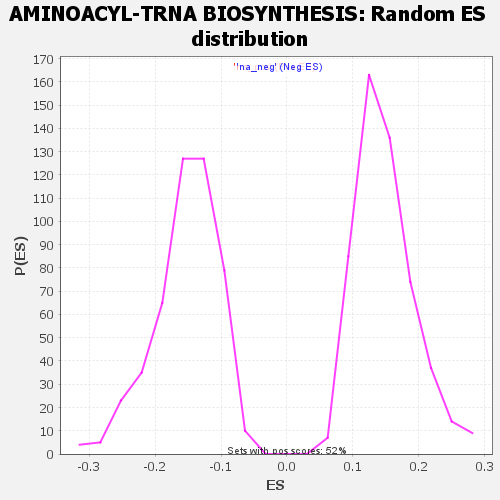 AMINOACYL-TRNA BIOSYNTHESIS: Random ES
distribution
(Neg ES)
170
160
150
140
130
120
110
100
90
80
70
60
50
40
30
20
10
0
P(ES)
Sets with pos scores: 52%
-0.3 -0.2 -0.1 0.0 0.1 0.2 0.3
ES